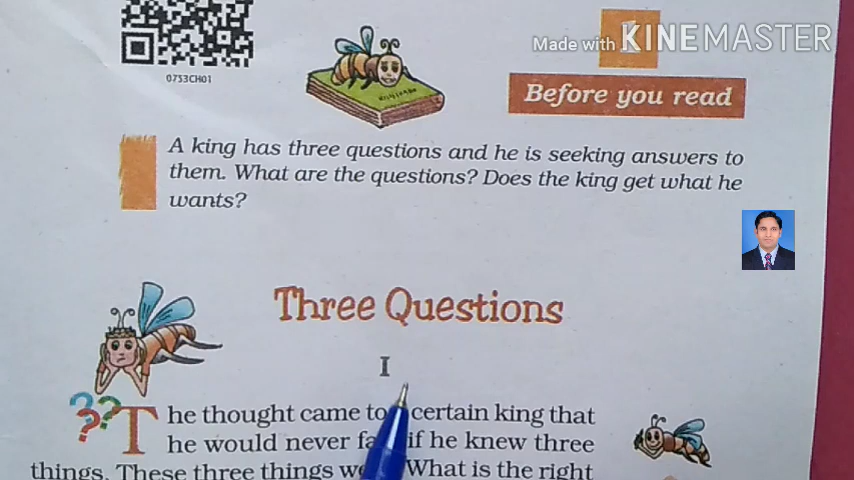 Made with KINEMASTER
0753CH01
1
Before you read
A king has three questions and he is seeking answers to
them. What are the questions? Does the king get what he
wants?
Three Questions
I
The thought came to certain king that
he would never if he knew three
things. These three things What is the right